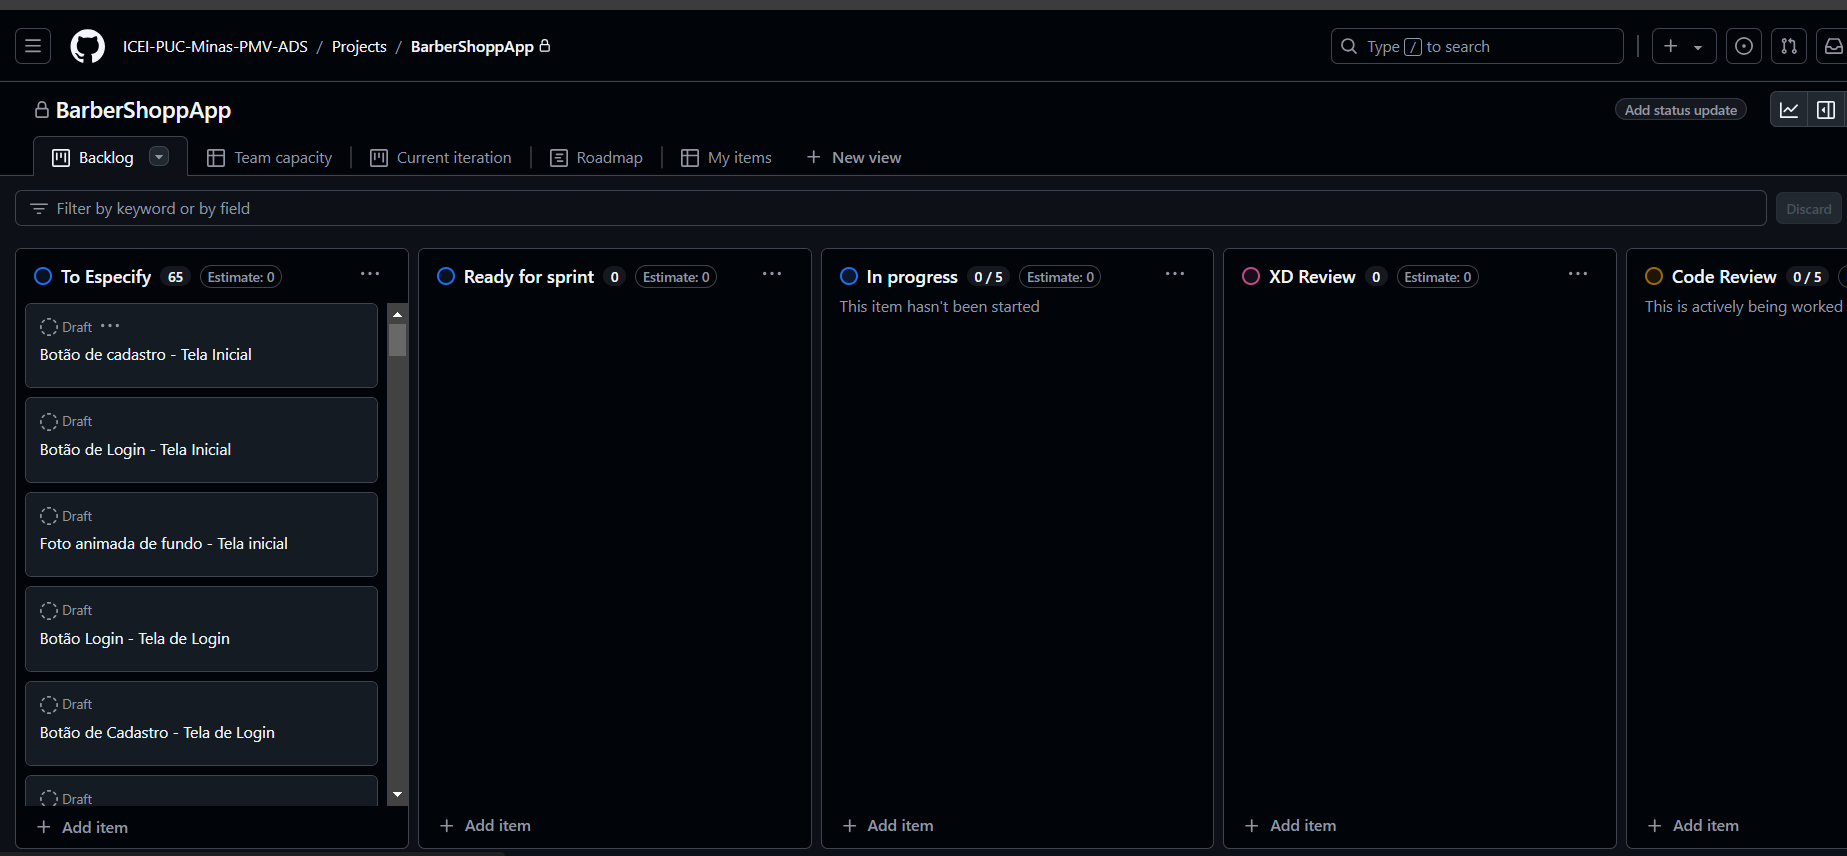 ICEI-PUC-Minas-PMV-ADS / Projects / BarberShoppApp
Type / to search
BarberShoppApp
Add status update
Backlog
Team capacity
Current iteration
Roadmap
My items
New view
Filter by keyword or by field
Discard
To Especify 65 Estimate: 0
Draft
Botão de cadastro - Tela Inicial
Draft
Botão de Login - Tela Inicial
Draft
Foto animada de fundo - Tela inicial
Draft
Botão Login - Tela de Login
Draft
Botão de Cadastro - Tela de Login
Draft
Add item
Ready for sprint 0 Estimate: 0
Add item
In progress 0 / 5 Estimate: 0
This item hasn't been started
Add item
XD Review 0 Estimate: 0
Add item
Code Review 0 / 5
This is actively being worked
Add item